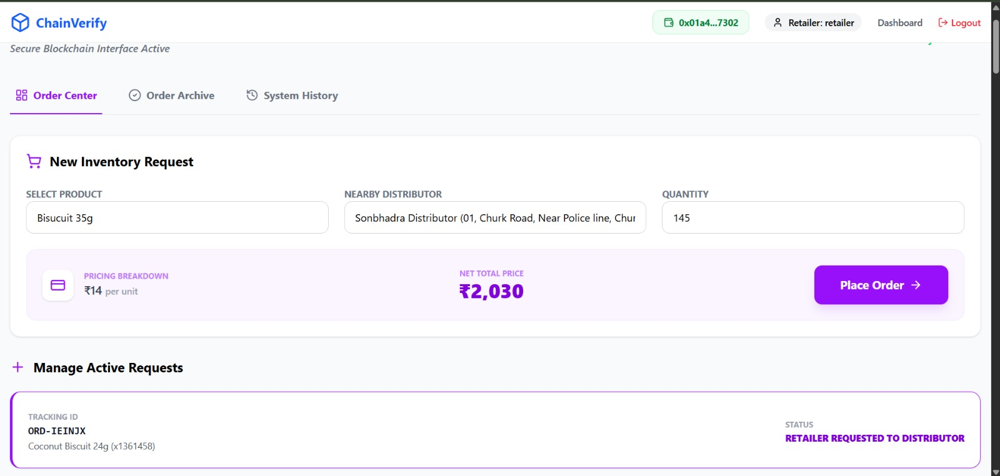 ChainVerify
0x01a4...7302
Retailer: retailer
Dashboard
Logout
Secure Blockchain Interface Active
Order Center
Order Archive
System History
New Inventory Request
SELECT PRODUCT
Bisucuit 35g
NEARBY DISTRIBUTOR
Sonbhadra Distributor (01, Churk Road, Near Police line, Chur
QUANTITY
145
PRICING BREAKDOWN
₹14 per unit
NET TOTAL PRICE
₹2,030
Place Order
Manage Active Requests
TRACKING ID
ORD-IEINJX
Coconut Biscuit 24g (x1361458)
STATUS
RETAILER REQUESTED TO DISTRIBUTOR